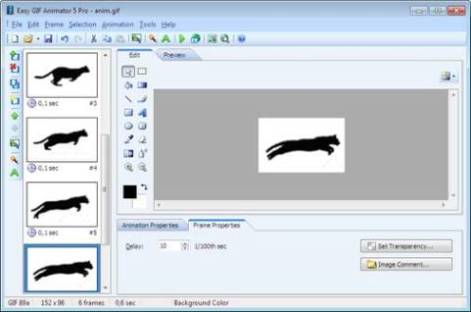 Easy GIF Animator 5 Pro - anim.gif
File Edit Frame Selection Animation Tools Help
Edit Preview
0,1 sec #3
0,1 sec #4
0,1 sec #5
Animation Properties Frame Properties
Delay: 10 1/100th sec
Set Transparency...
Image Comment...
GIF 89a 152 x 96 6 frames 0,6 sec Background Color